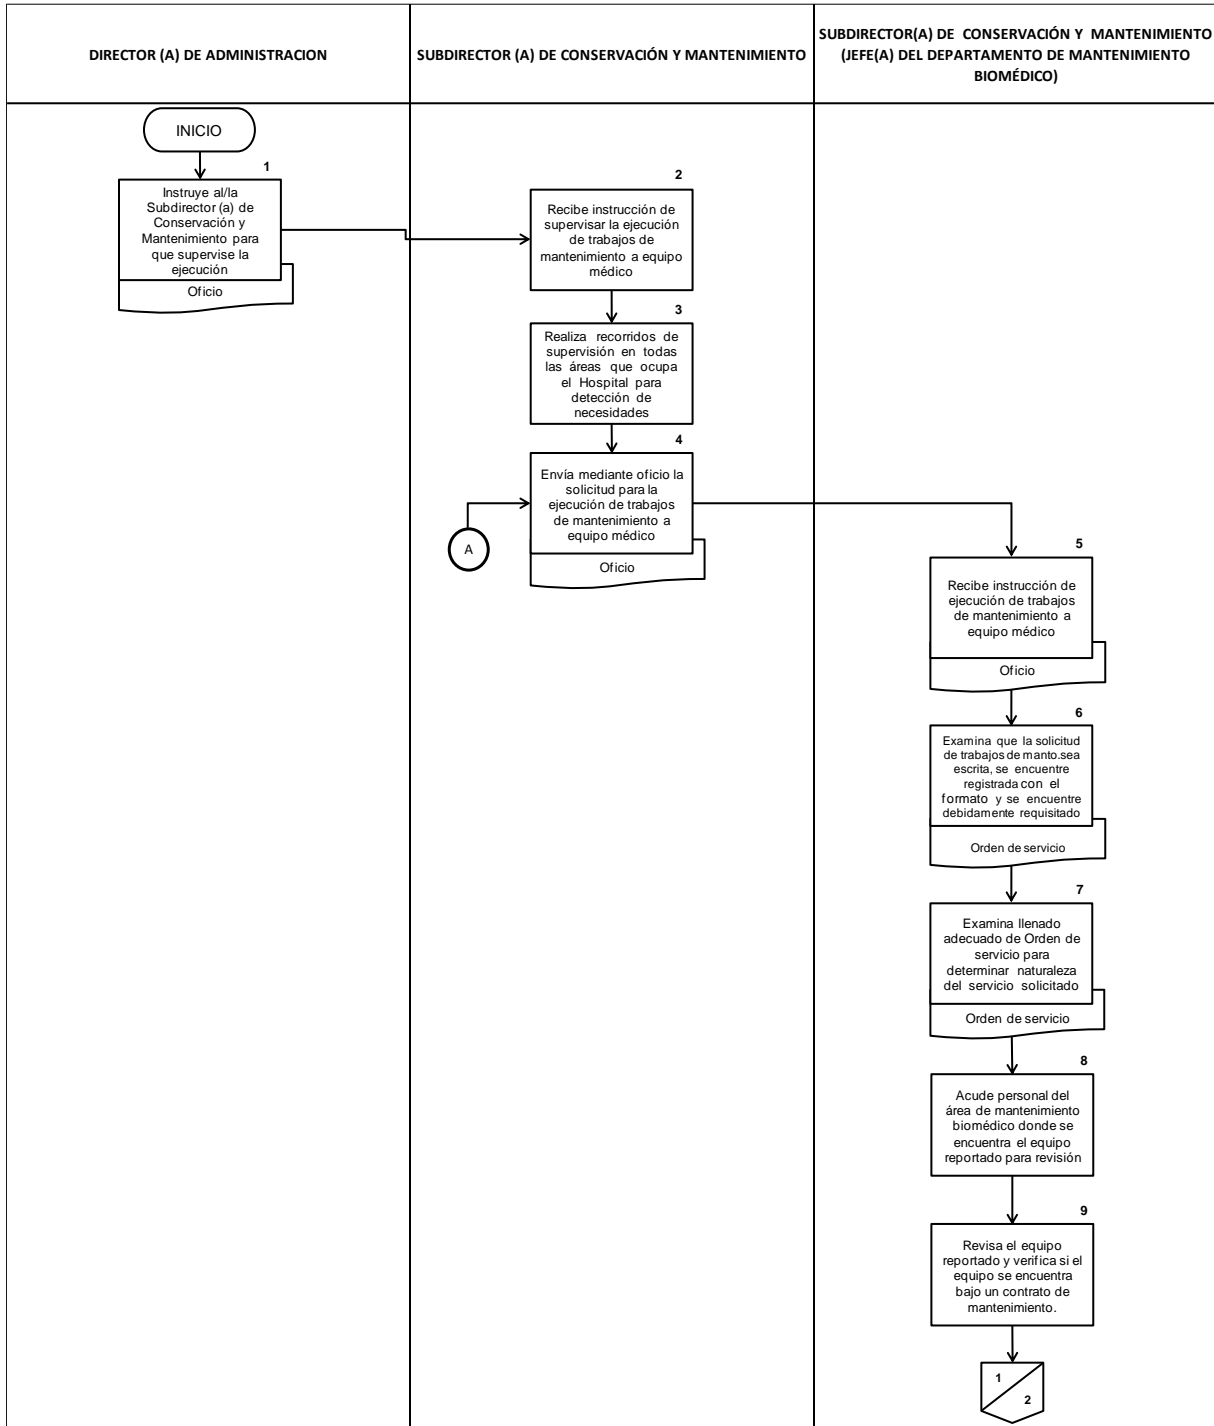 DIRECTOR (A) DE ADMINISTRACION
SUBDIRECTOR (A) DE CONSERVACIÓN Y MANTENIMIENTO
SUBDIRECTOR(A) DE CONSERVACIÓN Y MANTENIMIENTO
(JEFE(A) DEL DEPARTAMENTO DE MANTENIMIENTO
BIOMÉDICO)
INICIO
1
Instruye al/la
Subdirector (a) de
Conservación y
Mantenimiento para
que supervise la
ejecución
Oficio
2
Recibe instrucción de
supervisar la ejecución
de trabajos de
mantenimiento a equipo
médico
3
Realiza recorridos de
supervisión en todas
las áreas que ocupa
el Hospital para
detección de
necesidades
4
Envía mediante oficio la
solicitud para la
ejecución de trabajos
de mantenimiento a
equipo médico
Oficio
A
5
Recibe instrucción de
ejecución de trabajos
de mantenimiento a
equipo médico
Oficio
6
Examina que la solicitud
de trabajos de manto.sea
escrita, se encuentre
registrada con el
formato y se encuentre
debidamente requisitado
Orden de servicio
7
Examina llenado
adecuado de Orden de
servicio para
determinar naturaleza
del servicio solicitado
Orden de servicio
8
Acude personal del
área de mantenimiento
biomédico donde se
encuentra el equipo
reportado para revisión
9
Revisa el equipo
reportado y verifica si el
equipo se encuentra
bajo un contrato de
mantenimiento.
1
2